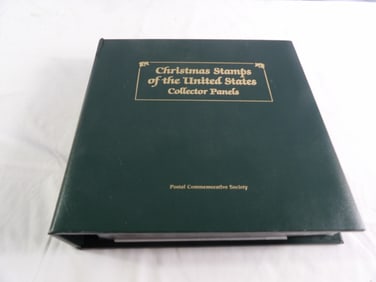 Christmas Stamps
of the United States
Collector Panels
Postal Commemorative Society